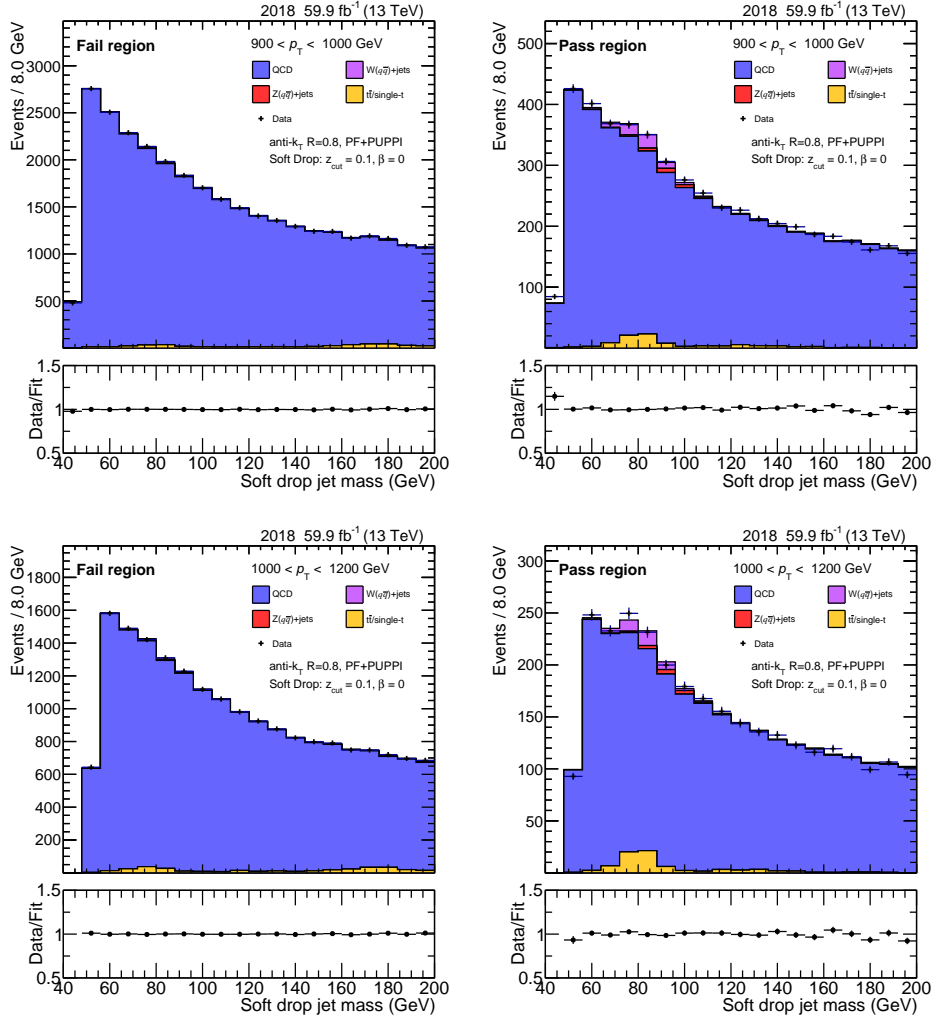 2018 59.9 fb⁻¹ (13 TeV)
Fail region
900 < p_T < 1000 GeV
QCD
W(qq̅)+jets
Z(qq̅)+jets
tt̅/single-t
Data
anti-k_T R=0.8, PF+PUPPI
Soft Drop: z_cut = 0.1, β = 0
Events / 8.0 GeV
3000
2500
2000
1500
1000
500
Data/Fit
1.5
1
0.5
40 60 80 100 120 140 160 180 200
Soft drop jet mass (GeV)
2018 59.9 fb⁻¹ (13 TeV)
Pass region
900 < p_T < 1000 GeV
QCD
W(qq̅)+jets
Z(qq̅)+jets
tt̅/single-t
Data
anti-k_T R=0.8, PF+PUPPI
Soft Drop: z_cut = 0.1, β = 0
Events / 8.0 GeV
500
400
300
200
100
Data/Fit
1.5
1
0.5
40 60 80 100 120 140 160 180 200
Soft drop jet mass (GeV)
2018 59.9 fb⁻¹ (13 TeV)
Fail region
1000 < p_T < 1200 GeV
QCD
W(qq̅)+jets
Z(qq̅)+jets
tt̅/single-t
Data
anti-k_T R=0.8, PF+PUPPI
Soft Drop: z_cut = 0.1, β = 0
Events / 8.0 GeV
1800
1600
1400
1200
1000
800
600
400
200
Data/Fit
1.5
1
0.5
40 60 80 100 120 140 160 180 200
Soft drop jet mass (GeV)
2018 59.9 fb⁻¹ (13 TeV)
Pass region
1000 < p_T < 1200 GeV
QCD
W(qq̅)+jets
Z(qq̅)+jets
tt̅/single-t
Data
anti-k_T R=0.8, PF+PUPPI
Soft Drop: z_cut = 0.1, β = 0
Events / 8.0 GeV
300
250
200
150
100
50
Data/Fit
1.5
1
0.5
40 60 80 100 120 140 160 180 200
Soft drop jet mass (GeV)